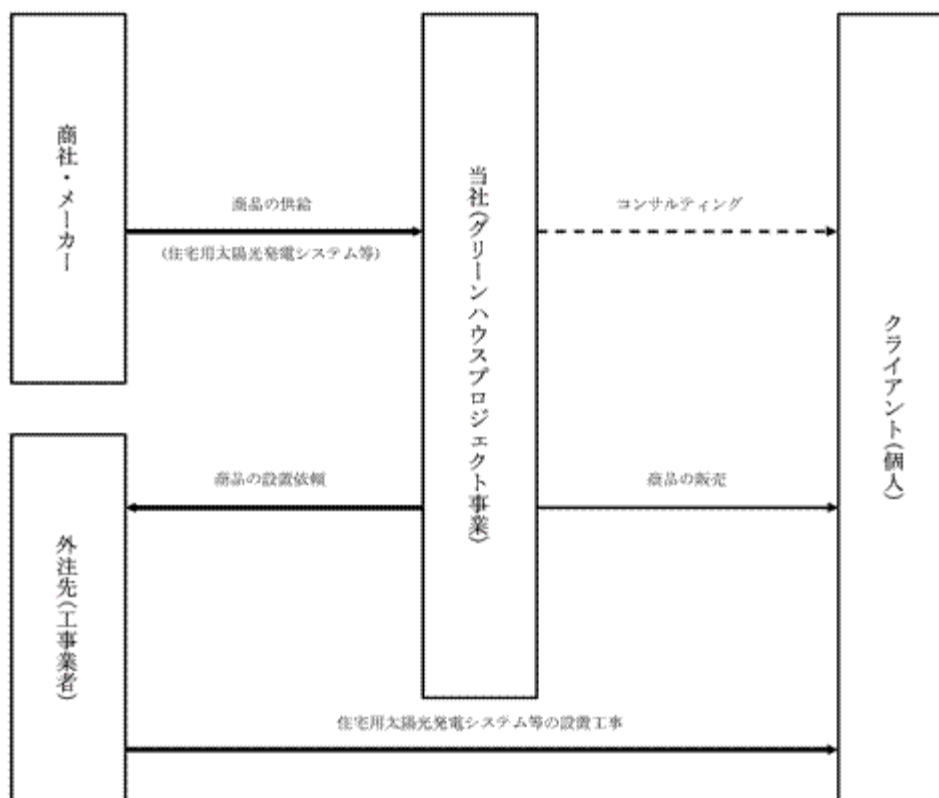 商社・メーカー
商品の供給
(住宅用太陽光発電システム等)
当社(グリーンハウスプロジェクト事業)
コンサルティング
クライアント(個人)
商品の設置依頼
商品の販売
外注先(工事業者)
住宅用太陽光発電システム等の設置工事